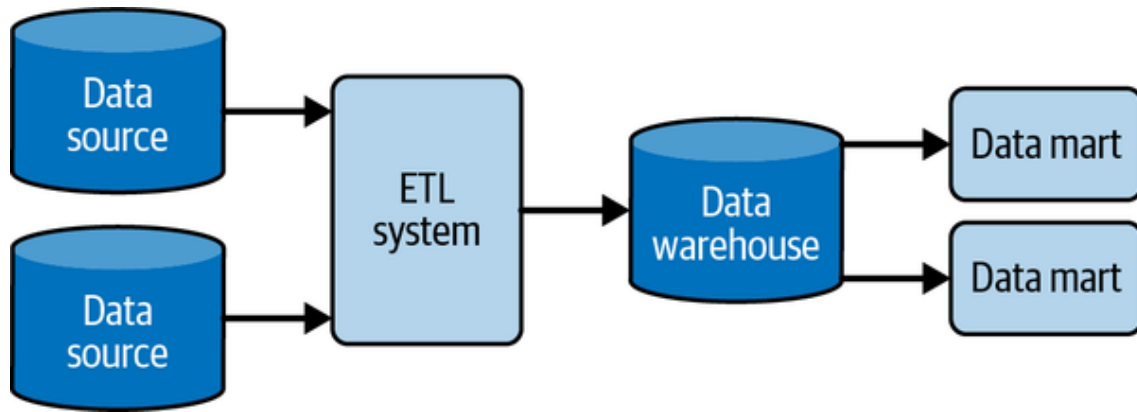 Data
source
Data
source
ETL
system
Data
warehouse
Data mart
Data mart